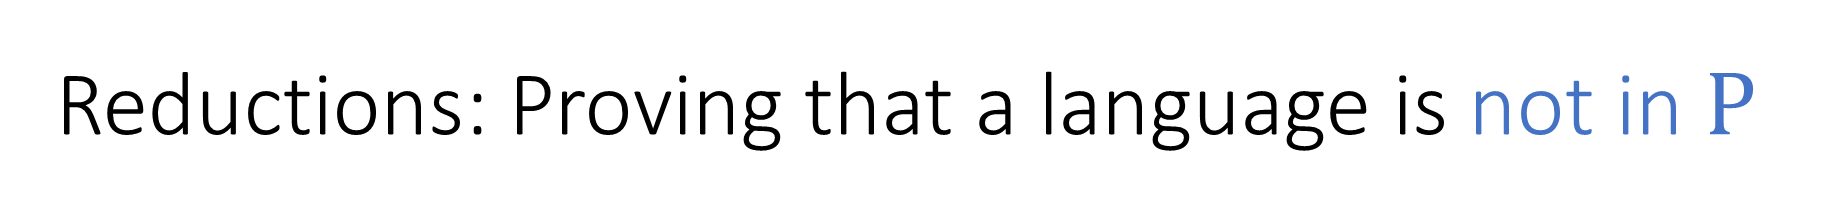 Reductions: Proving that a language is not in P